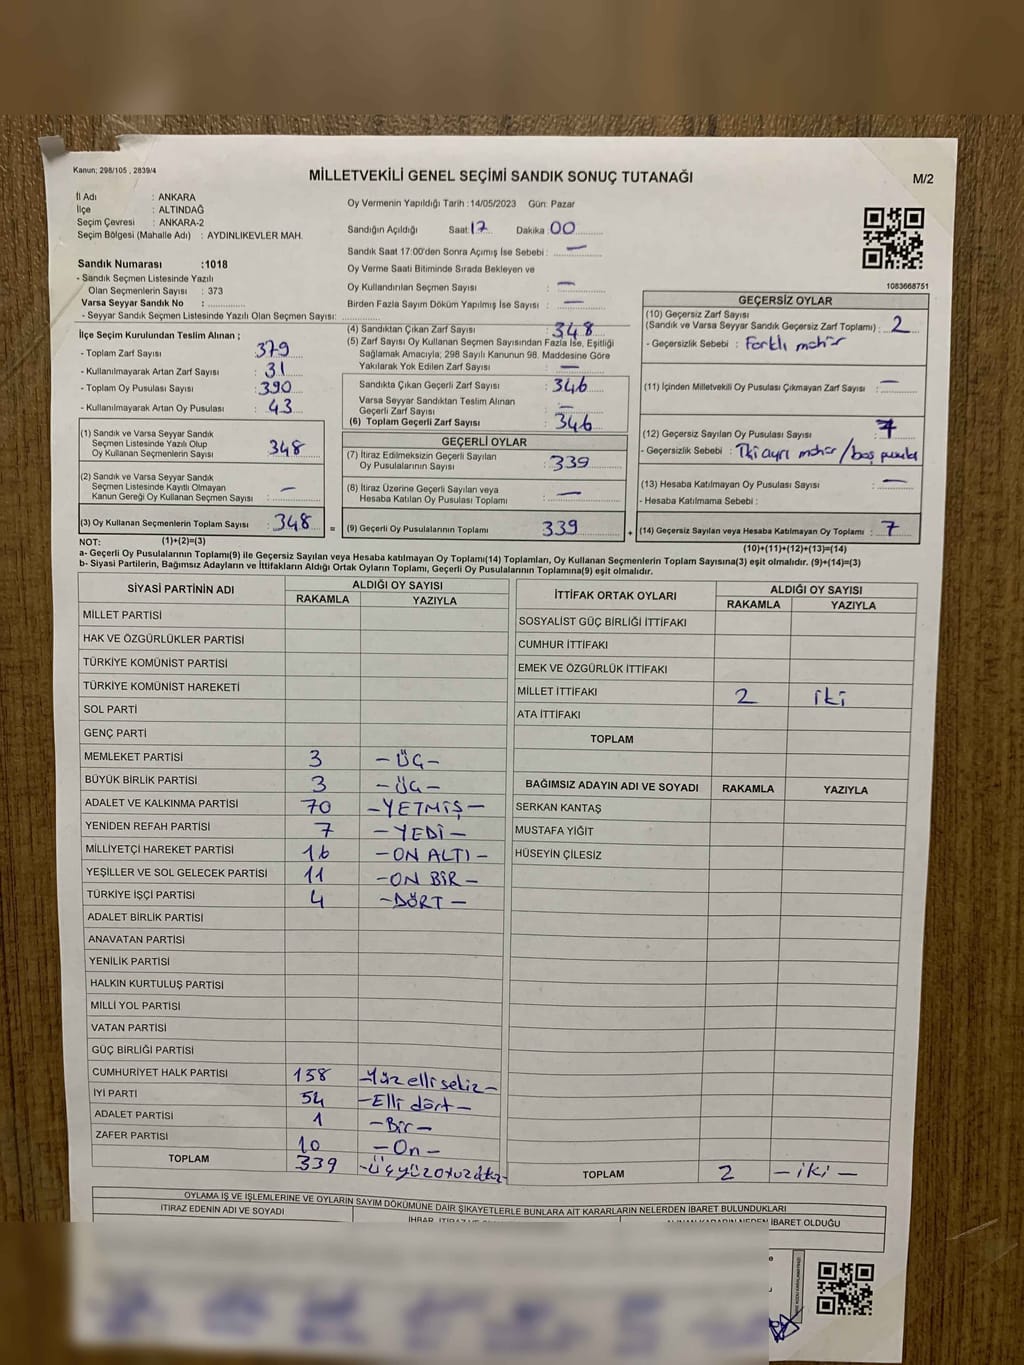 Kanun; 298/105 , 2839/4
MİLLETVEKİLİ GENEL SEÇİMİ SANDIK SONUÇ TUTANAĞI
M/2
İl Adı : ANKARA
İlçe : ALTINDAĞ
Seçim Çevresi : ANKARA-2
Seçim Bölgesi (Mahalle Adı) : AYDINLIKEVLER MAH.
Sandık Numarası :1018
- Sandık Seçmen Listesinde Yazılı
Olan Seçmenlerin Sayısı : 373
Varsa Seyyar Sandık No :
- Seyyar Sandık Seçmen Listesinde Yazılı Olan Seçmen Sayısı:
Oy Vermenin Yapıldığı Tarih :14/05/2023 Gün: Pazar
Sandığın Açıldığı Saat: 17 Dakika 00
Sandık Saat 17:00'den Sonra Açımış İse Sebebi : —
Oy Verme Saati Bitiminde Sırada Bekleyen ve
Oy Kullandırılan Seçmen Sayısı : —
Birden Fazla Sayım Döküm Yapılmış İse Sayısı : —
1083668751
İlçe Seçim Kurulundan Teslim Alınan ;
- Toplam Zarf Sayısı : 379
- Kullanılmayarak Artan Zarf Sayısı : 31
- Toplam Oy Pusulası Sayısı : 390
- Kullanılmayarak Artan Oy Pusulası : 43
(1) Sandık ve Varsa Seyyar Sandık
Seçmen Listesinde Yazılı Olup
Oy Kullanan Seçmenlerin Sayısı : 348
(2) Sandık ve Varsa Seyyar Sandık
Seçmen Listesinde Kayıtlı Olmayan
Kanun Gereği Oy Kullanan Seçmen Sayısı : —
(3) Oy Kullanan Seçmenlerin Toplam Sayısı : 348 =
(4) Sandıktan Çıkan Zarf Sayısı : 348
(5) Zarf Sayısı Oy Kullanan Seçmen Sayısından Fazla İse, Eşitliği
Sağlamak Amacıyla; 298 Sayılı Kanunun 98. Maddesine Göre
Yakılarak Yok Edilen Zarf Sayısı : —
Sandıkta Çıkan Geçerli Zarf Sayısı : 346
Varsa Seyyar Sandıktan Teslim Alınan
Geçerli Zarf Sayısı : —
(6) Toplam Geçerli Zarf Sayısı : 346
GEÇERLİ OYLAR
(7) İtiraz Edilmeksizin Geçerli Sayılan
Oy Pusulalarının Sayısı : 339
(8) İtiraz Üzerine Geçerli Sayılan veya
Hesaba Katılan Oy Pusulası Toplamı : —
(9) Geçerli Oy Pusulalarının Toplamı 339 +
GEÇERSİZ OYLAR
(10) Geçersiz Zarf Sayısı
(Sandık ve Varsa Seyyar Sandık Geçersiz Zarf Toplamı) : 2
- Geçersizlik Sebebi : Farklı mühür
(11) İçinden Milletvekili Oy Pusulası Çıkmayan Zarf Sayısı : —
(12) Geçersiz Sayılan Oy Pusulası Sayısı : 7
- Geçersizlik Sebebi : İki ayrı mühür / boş pusula
(13) Hesaba Katılmayan Oy Pusulası Sayısı : —
- Hesaba Katılmama Sebebi :
(14) Geçersiz Sayılan veya Hesaba Katılmayan Oy Toplamı : 7
NOT: (1)+(2)=(3)
(10)+(11)+(12)+(13)=(14)
a- Geçerli Oy Pusulalarının Toplamı(9) ile Geçersiz Sayılan veya Hesaba katılmayan Oy Toplamı(14) Toplamları, Oy Kullanan Seçmenlerin Toplam Sayısına(3) eşit olmalıdır. (9)+(14)=(3)
b- Siyasi Partilerin, Bağımsız Adayların ve İttifakların Aldığı Ortak Oyların Toplamı, Geçerli Oy Pusulalarının Toplamına(9) eşit olmalıdır.
SİYASİ PARTİNİN ADI
ALDIĞI OY SAYISI
RAKAMLA YAZIYLA
MİLLET PARTİSİ
HAK VE ÖZGÜRLÜKLER PARTİSİ
TÜRKİYE KOMÜNİST PARTİSİ
TÜRKİYE KOMÜNİST HAREKETİ
SOL PARTİ
GENÇ PARTİ
MEMLEKET PARTİSİ 3 -ÜÇ-
BÜYÜK BİRLİK PARTİSİ 3 -ÜÇ-
ADALET VE KALKINMA PARTİSİ 70 -YETMİŞ-
YENİDEN REFAH PARTİSİ 7 -YEDİ-
MİLLİYETÇİ HAREKET PARTİSİ 16 -ON ALTI-
YEŞİLLER VE SOL GELECEK PARTİSİ 11 -ON BİR-
TÜRKİYE İŞÇİ PARTİSİ 4 -DÖRT-
ADALET BİRLİK PARTİSİ
ANAVATAN PARTİSİ
YENİLİK PARTİSİ
HALKIN KURTULUŞ PARTİSİ
MİLLİ YOL PARTİSİ
VATAN PARTİSİ
GÜÇ BİRLİĞİ PARTİSİ
CUMHURİYET HALK PARTİSİ 158 -Yüz elli sekiz-
İYİ PARTİ 54 -Elli dört-
ADALET PARTİSİ 1 -Bir-
ZAFER PARTİSİ 10 -On-
TOPLAM 339 -Üçyüzotuzdokuz-
İTTİFAK ORTAK OYLARI
ALDIĞI OY SAYISI
RAKAMLA YAZIYLA
SOSYALİST GÜÇ BİRLİĞİ İTTİFAKI
CUMHUR İTTİFAKI
EMEK VE ÖZGÜRLÜK İTTİFAKI
MİLLET İTTİFAKI 2 iki
ATA İTTİFAKI
TOPLAM
BAĞIMSIZ ADAYIN ADI VE SOYADI RAKAMLA YAZIYLA
SERKAN KANTAŞ
MUSTAFA YİĞİT
HÜSEYİN ÇİLESİZ
TOPLAM 2 -iki-
OYLAMA İŞ VE İŞLEMLERİNE VE OYLARIN SAYIM DÖKÜMÜNE DAİR ŞİKAYETLERLE BUNLARA AİT KARARLARIN NELERDEN İBARET BULUNDUKLARI
İTİRAZ EDENİN ADI VE SOYADI
İBARET OLDUĞU